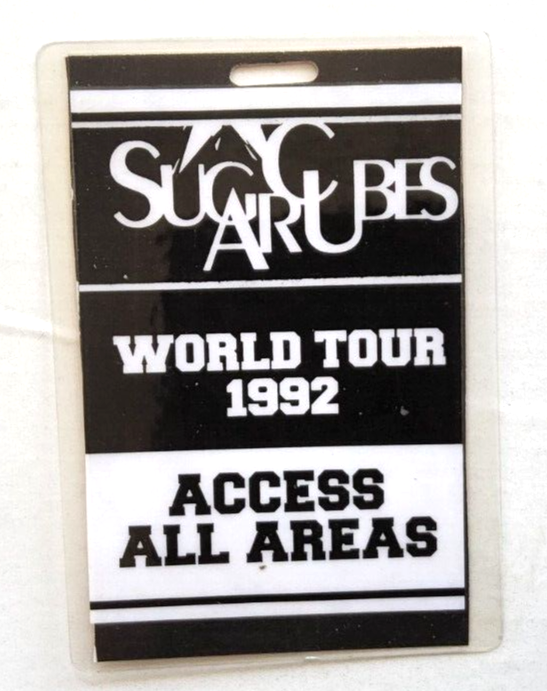 SUGARCUBES
WORLD TOUR
1992
ACCESS
ALL AREAS